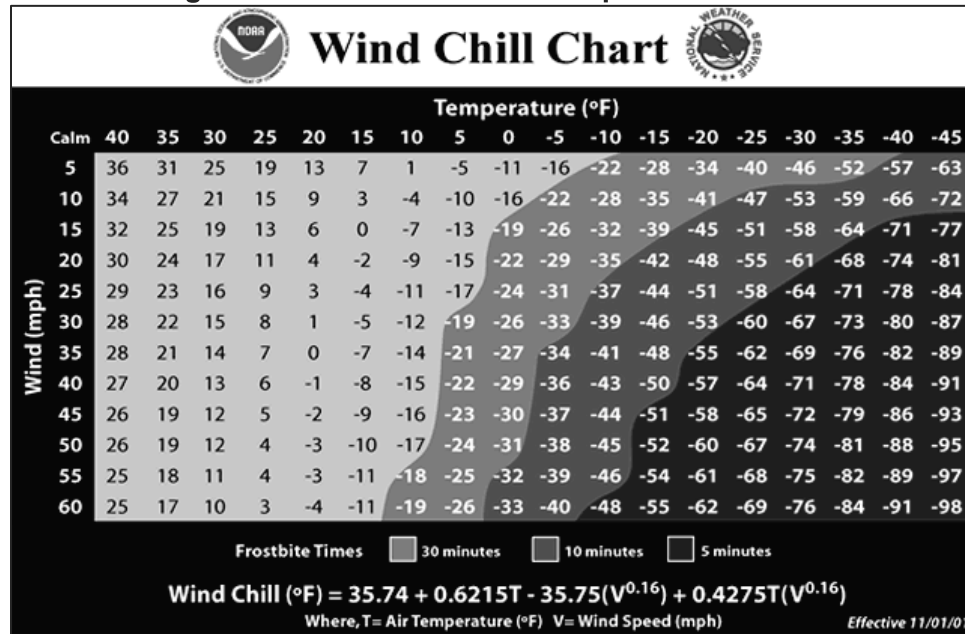 NOAA
Wind Chill Chart
NATIONAL WEATHER SERVICE
Temperature (ºF)
Calm 40 35 30 25 20 15 10 5 0 -5 -10 -15 -20 -25 -30 -35 -40 -45
5 36 31 25 19 13 7 1 -5 -11 -16 -22 -28 -34 -40 -46 -52 -57 -63
10 34 27 21 15 9 3 -4 -10 -16 -22 -28 -35 -41 -47 -53 -59 -66 -72
15 32 25 19 13 6 0 -7 -13 -19 -26 -32 -39 -45 -51 -58 -64 -71 -77
20 30 24 17 11 4 -2 -9 -15 -22 -29 -35 -42 -48 -55 -61 -68 -74 -81
25 29 23 16 9 3 -4 -11 -17 -24 -31 -37 -44 -51 -58 -64 -71 -78 -84
30 28 22 15 8 1 -5 -12 -19 -26 -33 -39 -46 -53 -60 -67 -73 -80 -87
35 28 21 14 7 0 -7 -14 -21 -27 -34 -41 -48 -55 -62 -69 -76 -82 -89
40 27 20 13 6 -1 -8 -15 -22 -29 -36 -43 -50 -57 -64 -71 -78 -84 -91
45 26 19 12 5 -2 -9 -16 -23 -30 -37 -44 -51 -58 -65 -72 -79 -86 -93
50 26 19 12 4 -3 -10 -17 -24 -31 -38 -45 -52 -60 -67 -74 -81 -88 -95
55 25 18 11 4 -3 -11 -18 -25 -32 -39 -46 -54 -61 -68 -75 -82 -89 -97
60 25 17 10 3 -4 -11 -19 -26 -33 -40 -48 -55 -62 -69 -76 -84 -91 -98
Wind (mph)
Frostbite Times 30 minutes 10 minutes 5 minutes
Wind Chill (ºF) = 35.74 + 0.6215T - 35.75(V^0.16) + 0.4275T(V^0.16)
Where, T= Air Temperature (ºF) V= Wind Speed (mph) Effective 11/01/01